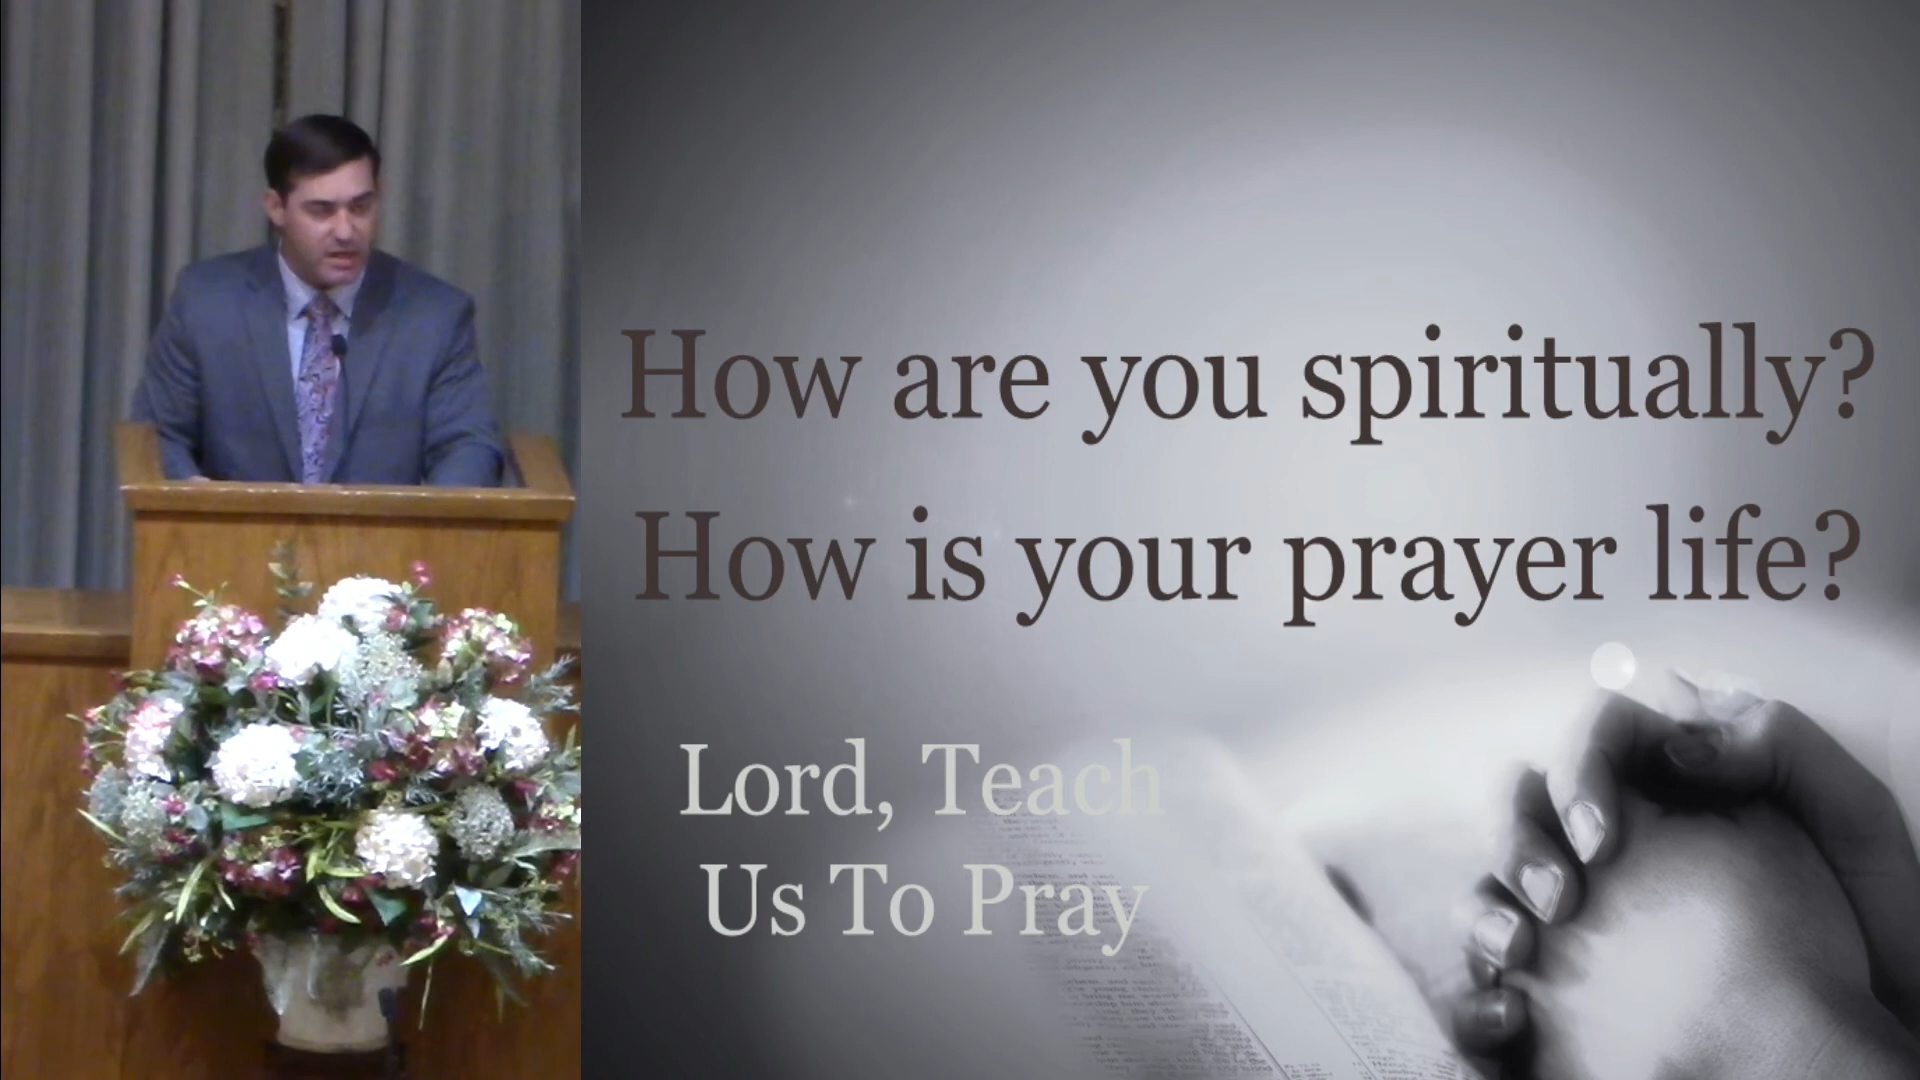 How are you spiritually?
How is your prayer life?
Lord, Teach
Us To Pray